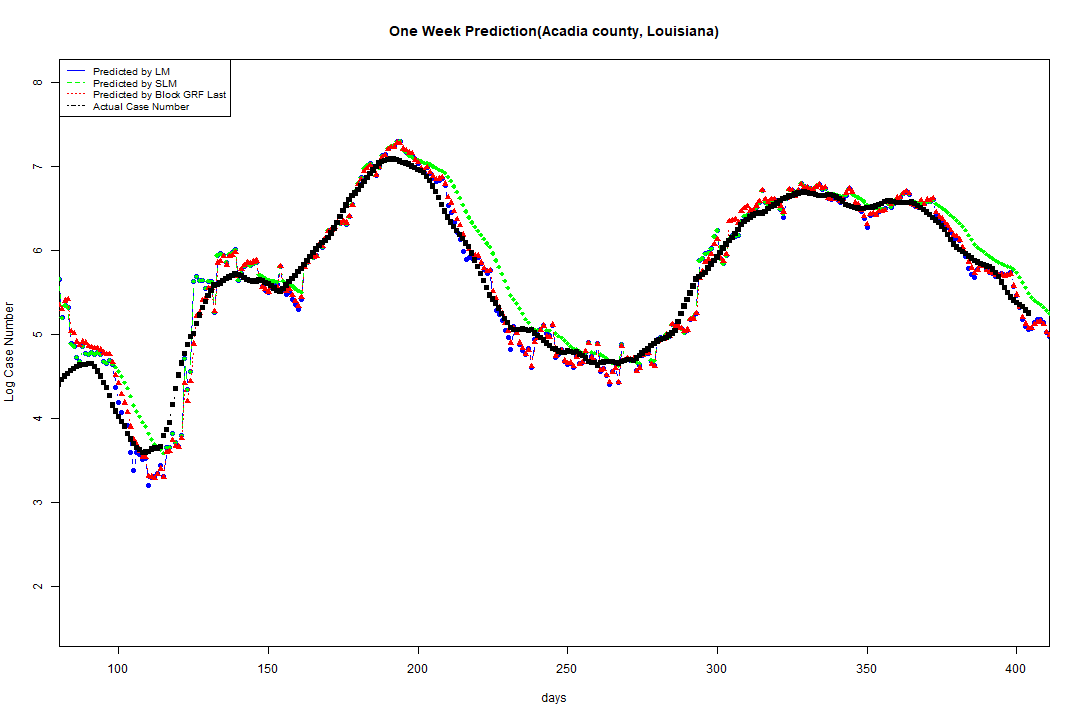 One Week Prediction(Acadia county, Louisiana)
Predicted by LM
Predicted by SLM
Predicted by Block GRF Last
Actual Case Number
8
7
6
5
4
3
2
Log Case Number
100 150 200 250 300 350 400
days